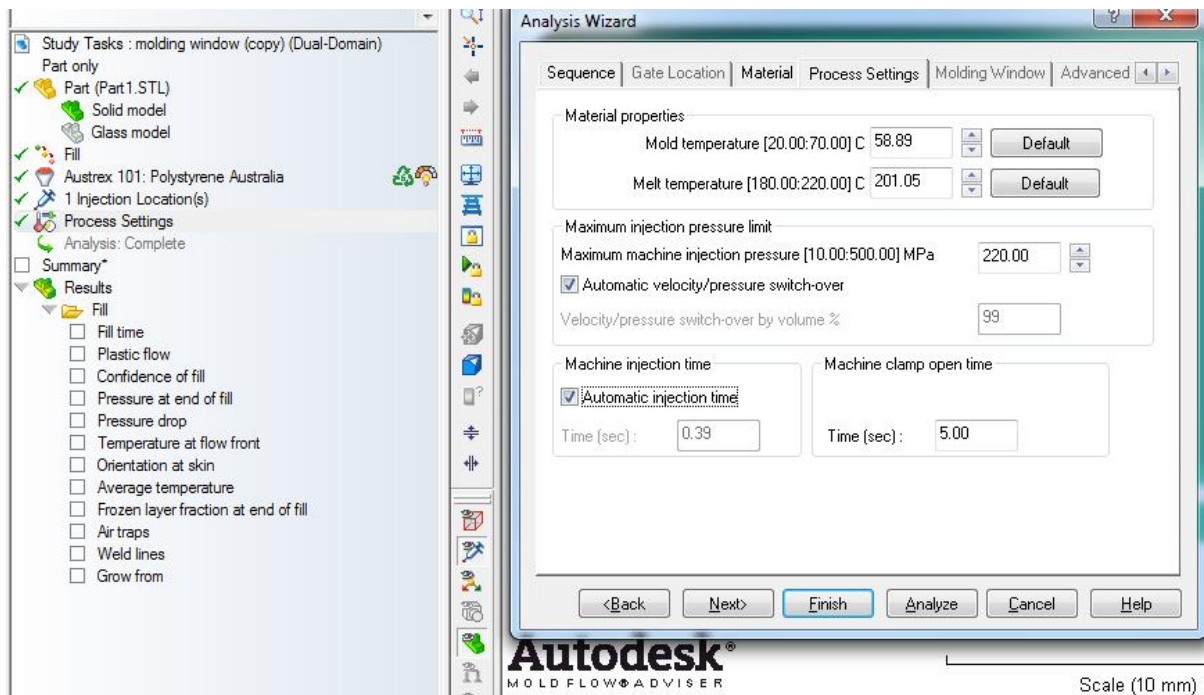 Study Tasks : molding window (copy) (Dual-Domain)
Part only
Part (Part1.STL)
Solid model
Glass model
Fill
Austrex 101: Polystyrene Australia
1 Injection Location(s)
Process Settings
Analysis: Complete
Summary*
Results
Fill
Fill time
Plastic flow
Confidence of fill
Pressure at end of fill
Pressure drop
Temperature at flow front
Orientation at skin
Average temperature
Frozen layer fraction at end of fill
Air traps
Weld lines
Grow from
Analysis Wizard
Sequence Gate Location Material Process Settings Molding Window Advanced
Material properties
Mold temperature [20.00:70.00] C 58.89 Default
Melt temperature [180.00:220.00] C 201.05 Default
Maximum injection pressure limit
Maximum machine injection pressure [10.00:500.00] MPa 220.00
Automatic velocity/pressure switch-over
Velocity/pressure switch-over by volume % 99
Machine injection time
Automatic injection time
Time (sec) : 0.39
Machine clamp open time
Time (sec) : 5.00
<Back Next> Finish Analyze Cancel Help
Autodesk®
MOLDFLOW® ADVISER
Scale (10 mm)